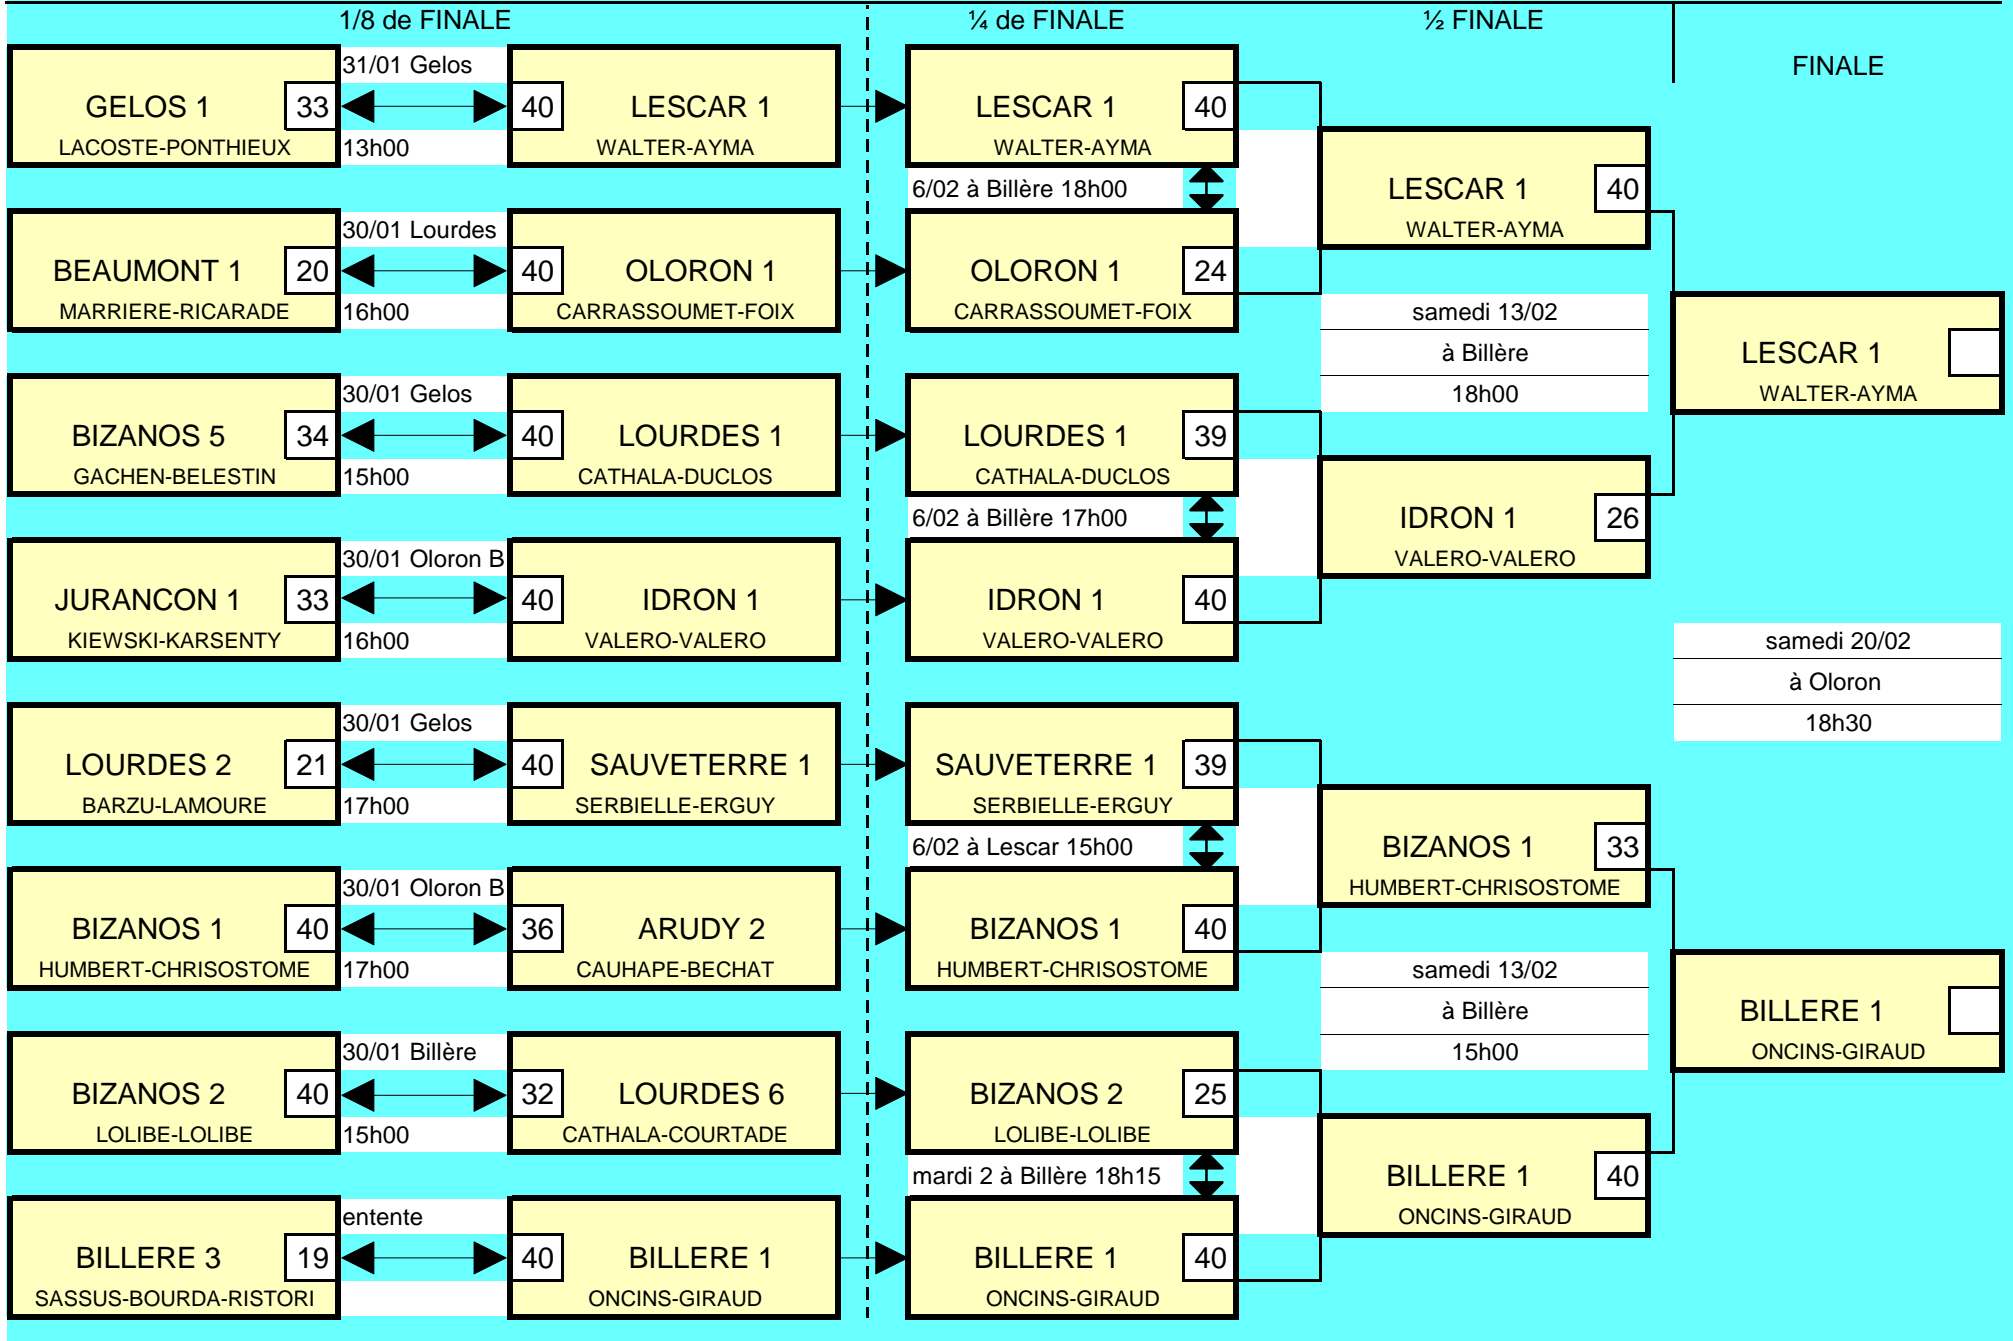 1/8 de FINALE
¼ de FINALE
½ FINALE
FINALE
31/01 Gelos
GELOS 1 33 40 LESCAR 1
LACOSTE-PONTHIEUX 13h00 WALTER-AYMA
30/01 Lourdes
BEAUMONT 1 20 40 OLORON 1
MARRIERE-RICARADE 16h00 CARRASSOUMET-FOIX
30/01 Gelos
BIZANOS 5 34 40 LOURDES 1
GACHEN-BELESTIN 15h00 CATHALA-DUCLOS
30/01 Oloron B
JURANCON 1 33 40 IDRON 1
KIEWSKI-KARSENTY 16h00 VALERO-VALERO
30/01 Gelos
LOURDES 2 21 40 SAUVETERRE 1
BARZU-LAMOURE 17h00 SERBIELLE-ERGUY
30/01 Oloron B
BIZANOS 1 40 36 ARUDY 2
HUMBERT-CHRISOSTOME 17h00 CAUHAPE-BECHAT
30/01 Billère
BIZANOS 2 40 32 LOURDES 6
LOLIBE-LOLIBE 15h00 CATHALA-COURTADE
entente
BILLERE 3 19 40 BILLERE 1
SASSUS-BOURDA-RISTORI ONCINS-GIRAUD
LESCAR 1 40
WALTER-AYMA
6/02 à Billère 18h00
OLORON 1 24
CARRASSOUMET-FOIX
LOURDES 1 39
CATHALA-DUCLOS
6/02 à Billère 17h00
IDRON 1 40
VALERO-VALERO
SAUVETERRE 1 39
SERBIELLE-ERGUY
6/02 à Lescar 15h00
BIZANOS 1 40
HUMBERT-CHRISOSTOME
BIZANOS 2 25
LOLIBE-LOLIBE
mardi 2 à Billère 18h15
BILLERE 1 40
ONCINS-GIRAUD
LESCAR 1 40
WALTER-AYMA
samedi 13/02
à Billère
18h00
IDRON 1 26
VALERO-VALERO
BIZANOS 1 33
HUMBERT-CHRISOSTOME
samedi 13/02
à Billère
15h00
BILLERE 1 40
ONCINS-GIRAUD
LESCAR 1
WALTER-AYMA
samedi 20/02
à Oloron
18h30
BILLERE 1
ONCINS-GIRAUD